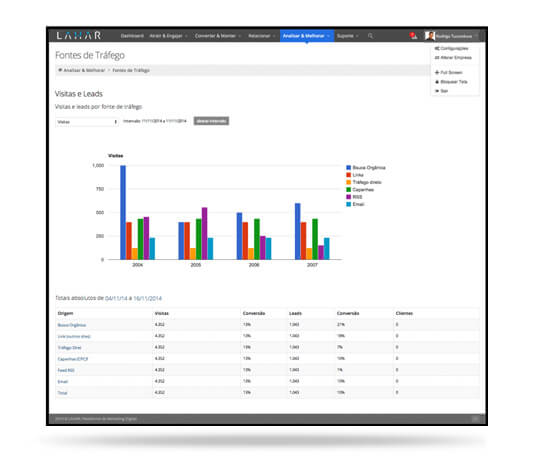 LAHAR Dashboard Atrair & Engajar Converter & Manter Relacionar Analisar & Melhorar Suporte Rodrigo
Fontes de Tráfego
Configurações
Alterar Empresa
Analisar & Melhorar > Fontes de Tráfego
Full Screen
Bloquear Tela
Sair
Visitas e Leads
Visitas e leads por fonte de tráfego
Visitas Intervalo: 11/11/2014 a 11/11/2014 alterar intervalo
Visitas
1,000
750
500
250
0
2004 2005 2006 2007
Busca Orgânica
Links
Tráfego direto
Capanhas
RSS
Email
Totais absolutos de 04/11/14 à 16/11/2014
Origem Visitas Conversão Leads Conversão Clientes
Busca Orgânica 4.352 13% 1.043 21% 0
Link (outros sites) 4.352 13% 1.043 19% 0
Tráfego Diret 4.352 13% 1.043 7% 0
Capanhas (CPC)l 4.352 13% 1.043 10% 0
Feed RSS 4.352 13% 1.043 1% 0
Email 4.352 13% 1.043 10% 0
Total 4.352 13% 1.043 10% 0
LAHAR. Plataforma de Marketing Digital